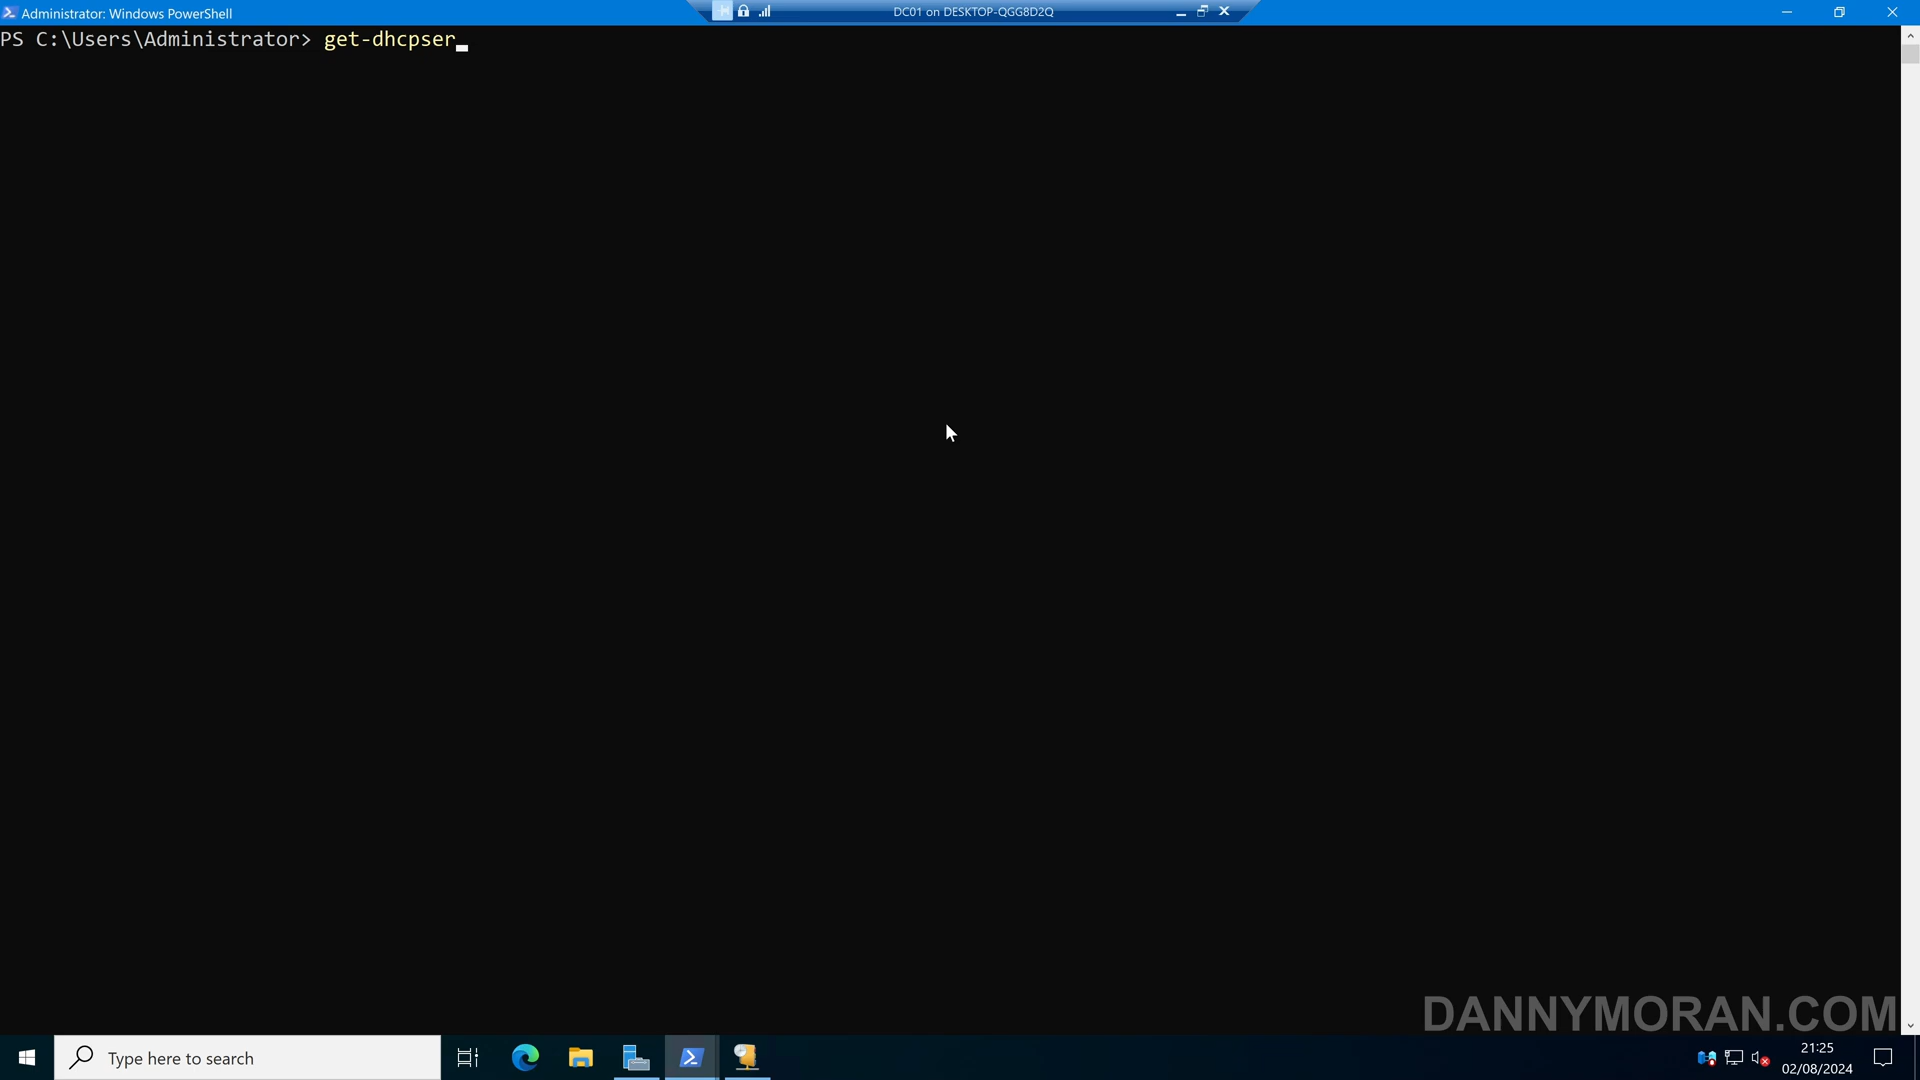 Administrator: Windows PowerShell
DC01 on DESKTOP-QGG8D2Q
PS C:\Users\Administrator> get-dhcpser
DANNYMORAN.COM
Type here to search
21:25
02/08/2024